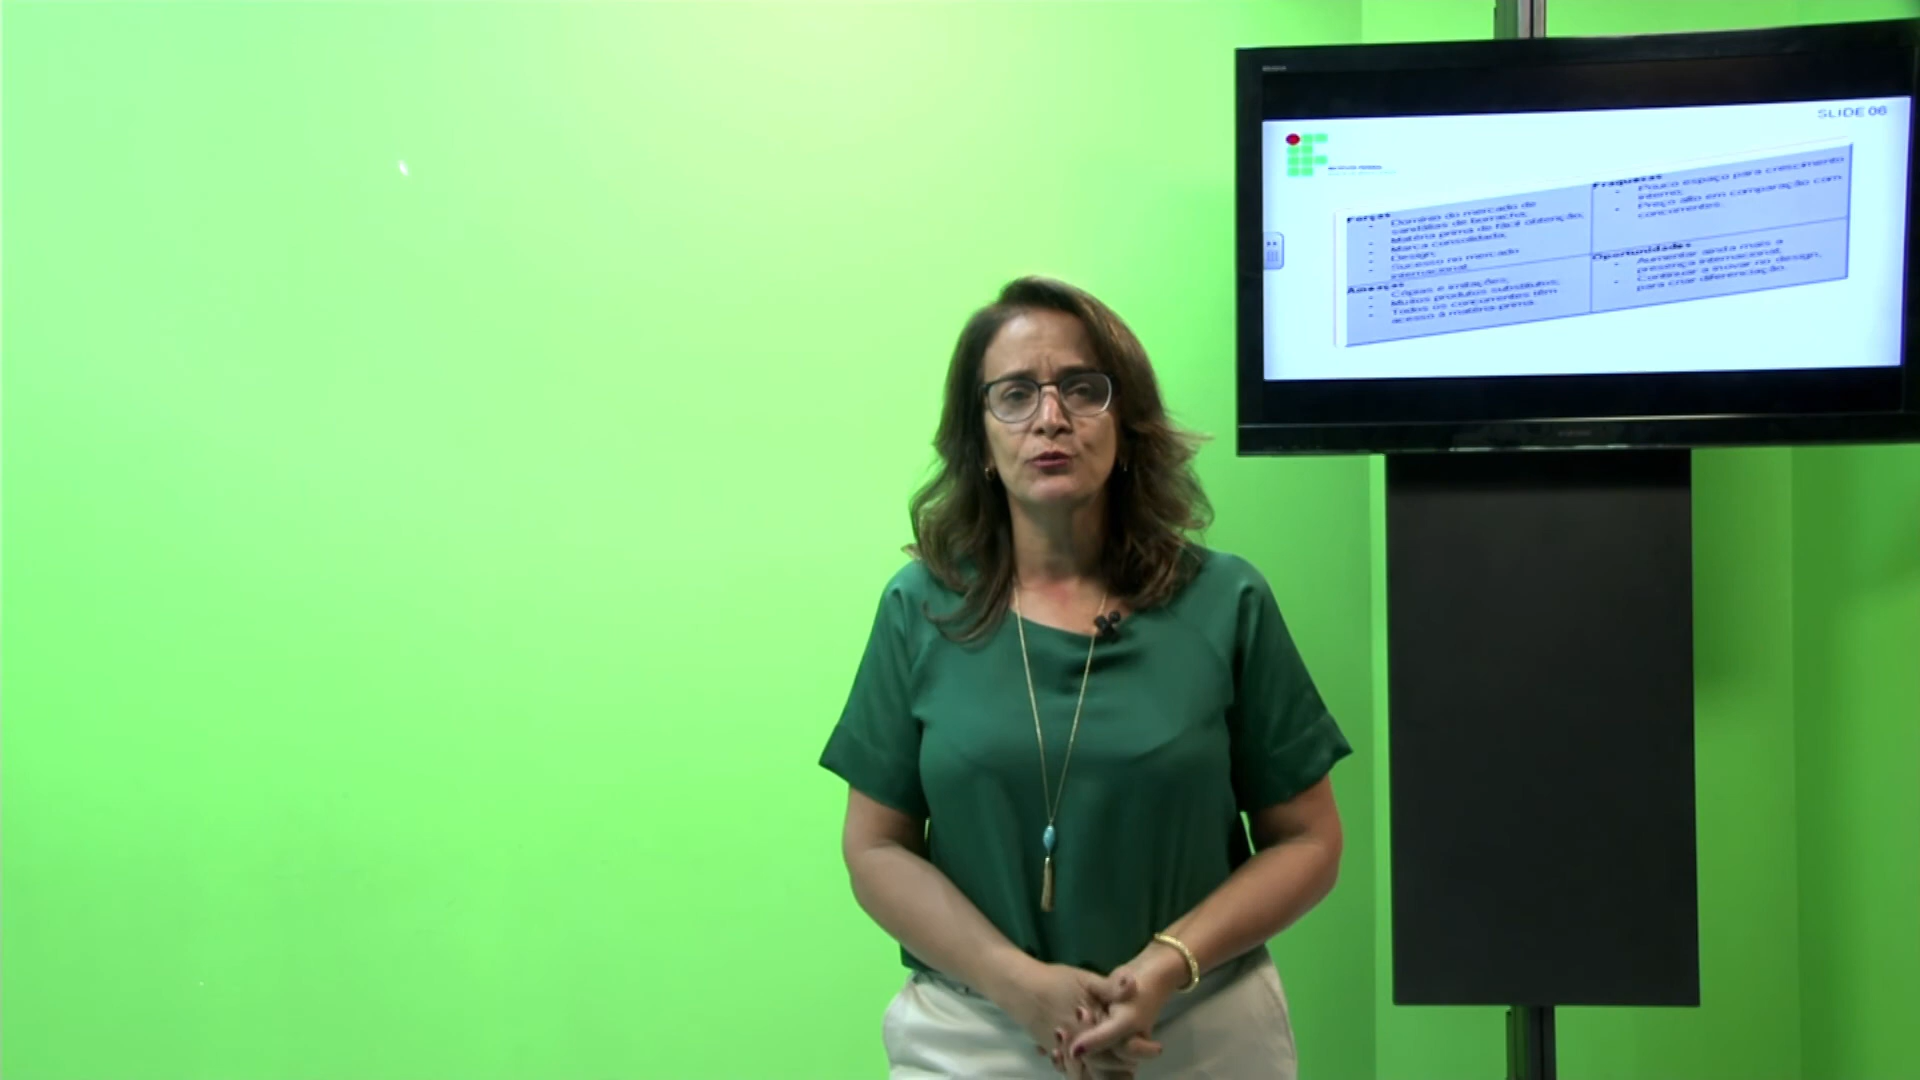 SLIDE 06
Forças
- Domínio do mercado de
sandálias de borracha;
- Matéria prima de fácil obtenção;
- Marca consolidada;
- Design;
- Sucesso no mercado
internacional.
Fraquezas
- Pouco espaço para crescimento
interno;
- Preço alto em comparação com
concorrentes.
Ameaças
- Cópias e imitações;
- Muitos produtos substitutos;
- Todos os concorrentes têm
acesso à matéria-prima.
Oportunidades
- Aumentar ainda mais a
presença internacional;
- Continuar a inovar no design,
para criar diferenciação.